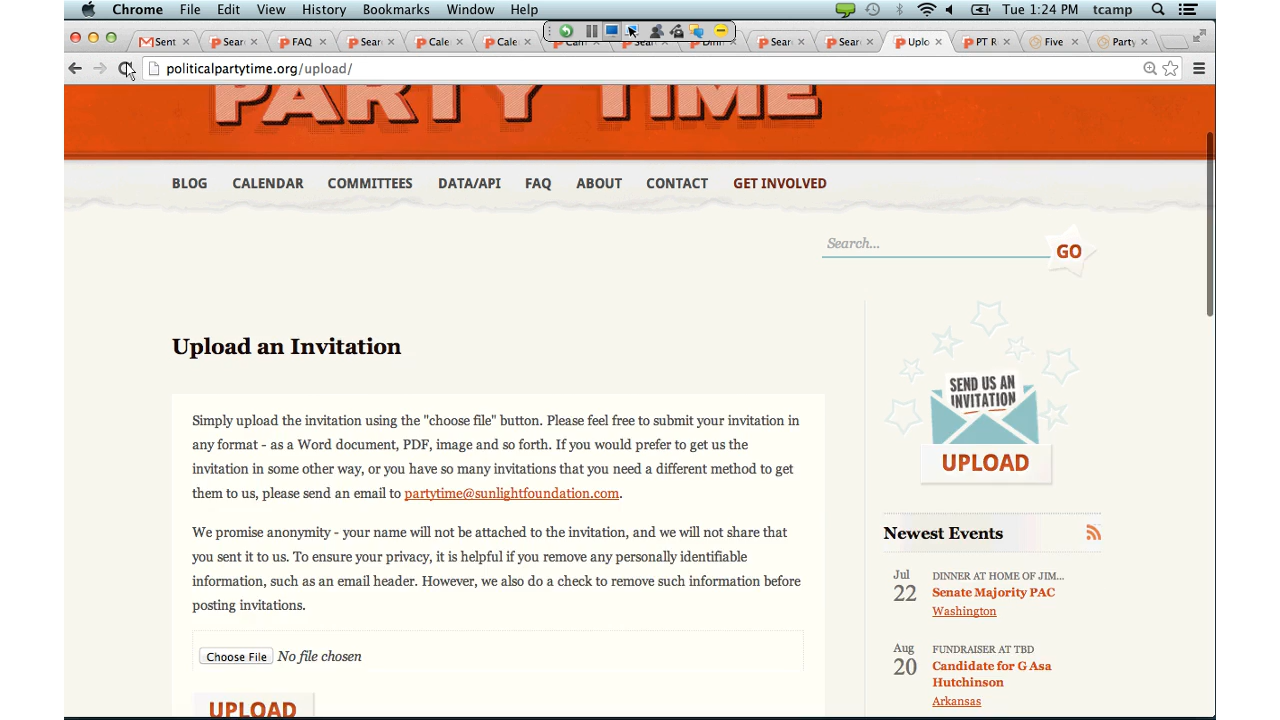 Chrome File Edit View History Bookmarks Window Help Tue 1:24 PM tcamp
Sent Sear FAQ Sear Cale Cale Sear Sear Uplo PT R Five Party
politicalpartytime.org/upload/
PARTY TIME
BLOG CALENDAR COMMITTEES DATA/API FAQ ABOUT CONTACT GET INVOLVED
Search...
GO
Upload an Invitation
Simply upload the invitation using the "choose file" button. Please feel free to submit your invitation in
any format - as a Word document, PDF, image and so forth. If you would prefer to get us the
invitation in some other way, or you have so many invitations that you need a different method to get
them to us, please send an email to partytime@sunlightfoundation.com.
We promise anonymity - your name will not be attached to the invitation, and we will not share that
you sent it to us. To ensure your privacy, it is helpful if you remove any personally identifiable
information, such as an email header. However, we also do a check to remove such information before
posting invitations.
Choose File No file chosen
UPLOAD
SEND US AN
INVITATION
UPLOAD
Newest Events
Jul
22
DINNER AT HOME OF JIM...
Senate Majority PAC
Washington
Aug
20
FUNDRAISER AT TBD
Candidate for G Asa
Hutchinson
Arkansas